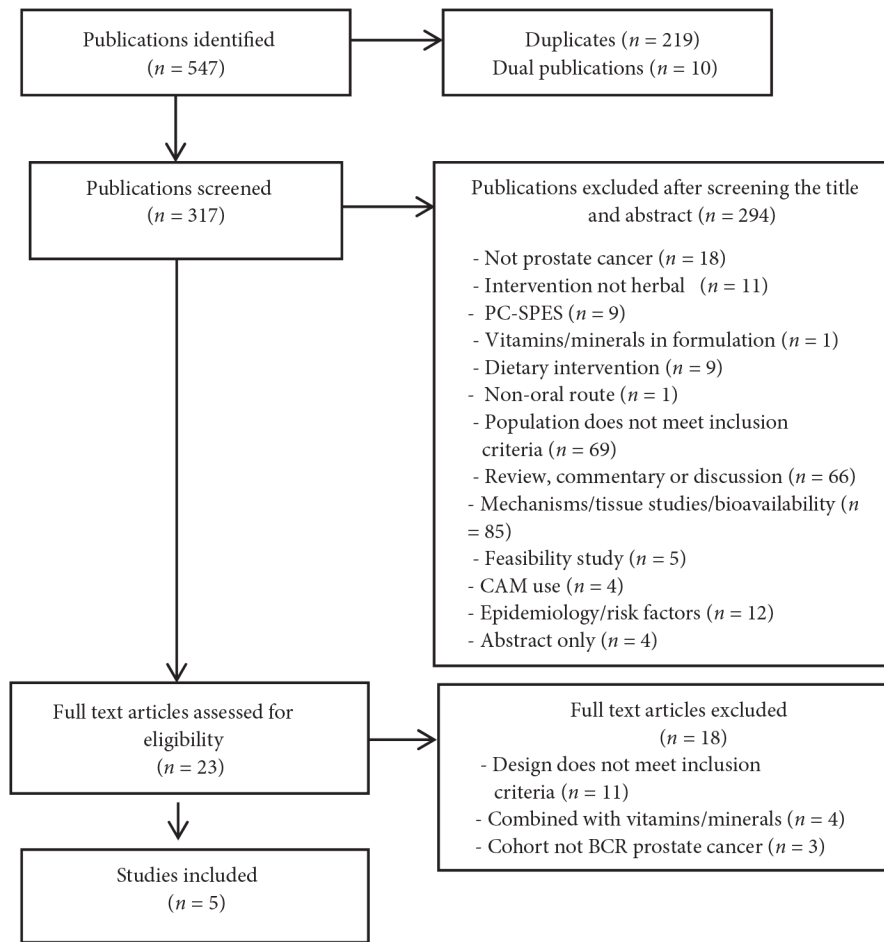 Publications identified
(n = 547)
Duplicates (n = 219)
Dual publications (n = 10)
Publications screened
(n = 317)
Publications excluded after screening the title
and abstract (n = 294)
- Not prostate cancer (n = 18)
- Intervention not herbal (n = 11)
- PC-SPES (n = 9)
- Vitamins/minerals in formulation (n = 1)
- Dietary intervention (n = 9)
- Non-oral route (n = 1)
- Population does not meet inclusion
criteria (n = 69)
- Review, commentary or discussion (n = 66)
- Mechanisms/tissue studies/bioavailability (n
= 85)
- Feasibility study (n = 5)
- CAM use (n = 4)
- Epidemiology/risk factors (n = 12)
- Abstract only (n = 4)
Full text articles assessed for
eligibility
(n = 23)
Full text articles excluded
(n = 18)
- Design does not meet inclusion
criteria (n = 11)
- Combined with vitamins/minerals (n = 4)
- Cohort not BCR prostate cancer (n = 3)
Studies included
(n = 5)